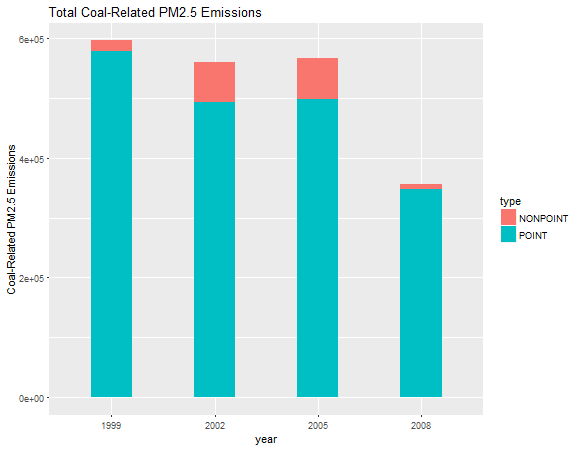 Total Coal-Related PM2.5 Emissions
Coal-Related PM2.5 Emissions
6e+05
4e+05
2e+05
0e+00
1999 2002 2005 2008
year
type
NONPOINT
POINT